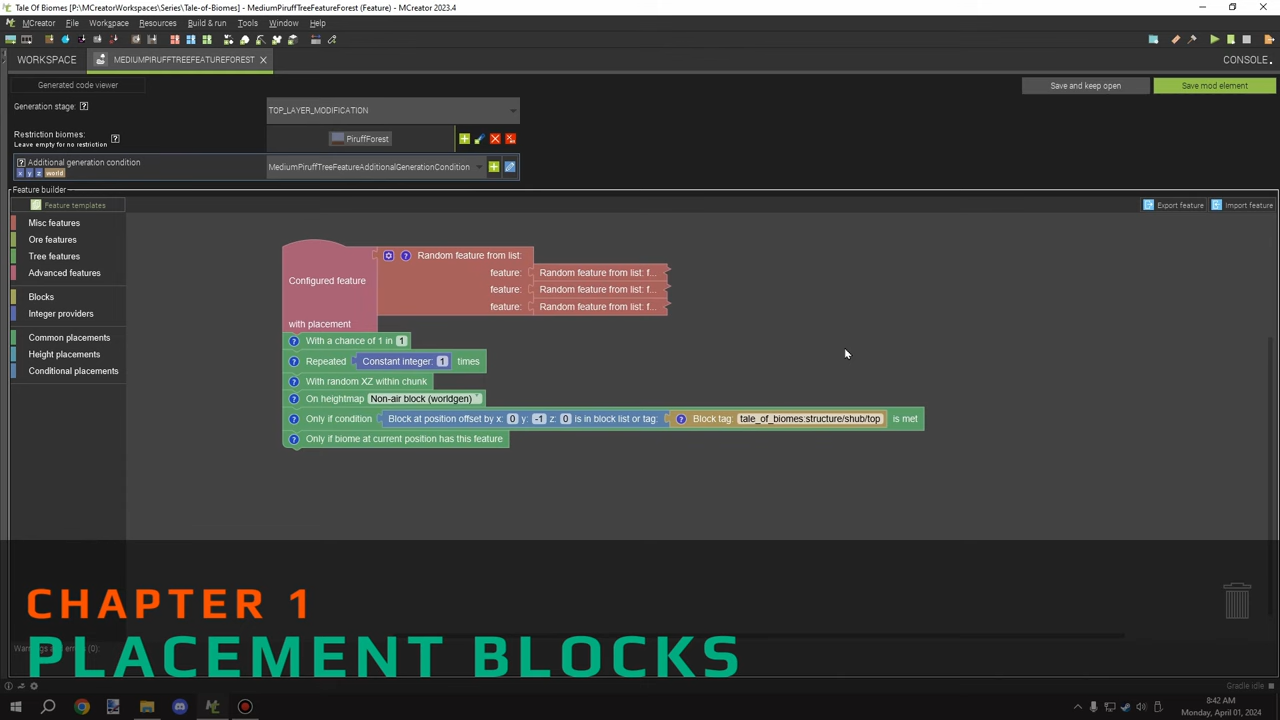 Tale Of Biomes [P:\MCreatorWorkspaces\Series\Tale-of-Biomes] - MediumPiruffTreeFeatureForest (Feature) - MCreator 2023.4
MCreator File Workspace Resources Build & run Tools Window Help
WORKSPACE MEDIUMPIRUFFTREEFEATUREFOREST CONSOLE
Generated code viewer Save and keep open Save mod element
Generation stage: ? TOP_LAYER_MODIFICATION
Restriction biomes: ? PiruffForest
Leave empty for no restriction
? Additional generation condition MediumPiruffTreeFeatureAdditionalGenerationCondition
x y z world
Feature builder
Feature templates Export feature Import feature
Misc features
Ore features
Tree features
Advanced features
Blocks
Integer providers
Common placements
Height placements
Conditional placements
Configured feature
with placement
? Random feature from list:
feature: Random feature from list: f...
feature: Random feature from list: f...
feature: Random feature from list: f...
? With a chance of 1 in 1
? Repeated Constant integer: 1 times
? With random XZ within chunk
? On heightmap Non-air block (worldgen)
? Only if condition Block at position offset by x: 0 y: -1 z: 0 is in block list or tag: ? Block tag: tale_of_biomes:structure/shub/top is met
? Only if biome at current position has this feature
CHAPTER 1
PLACEMENT BLOCKS
Warnings and errors (0):
Gradle idle
8:42 AM
Monday, April 01, 2024